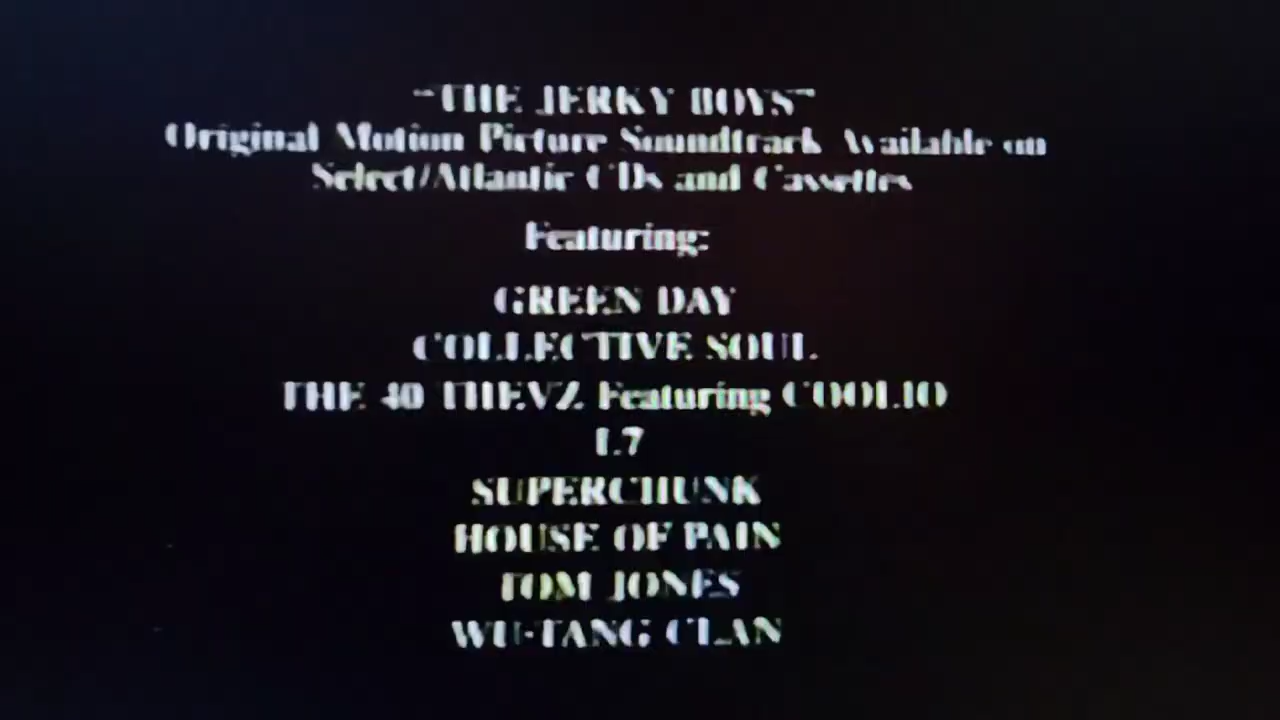 "THE JERKY BOYS"
Original Motion Picture Soundtrack Available on
Select/Atlantic CDs and Cassettes
Featuring:
GREEN DAY
COLLECTIVE SOUL
THE 40 THEVZ Featuring COOLIO
L7
SUPERCHUNK
HOUSE OF PAIN
TOM JONES
WU-TANG CLAN